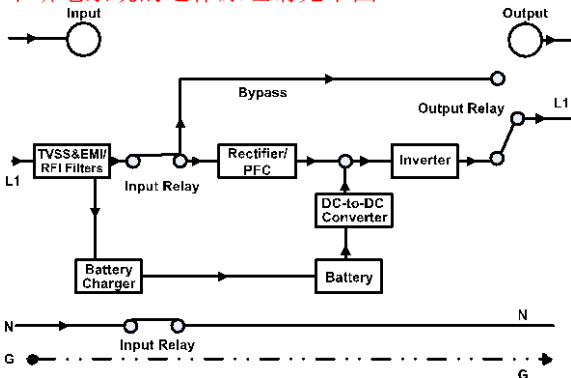 Input
Output
Bypass
Output Relay
L1
TVSS&EMI/
RFI Filters
L1
Input Relay
Rectifier/
PFC
Inverter
DC-to-DC
Converter
Battery
Charger
Battery
N
N
Input Relay
G
G